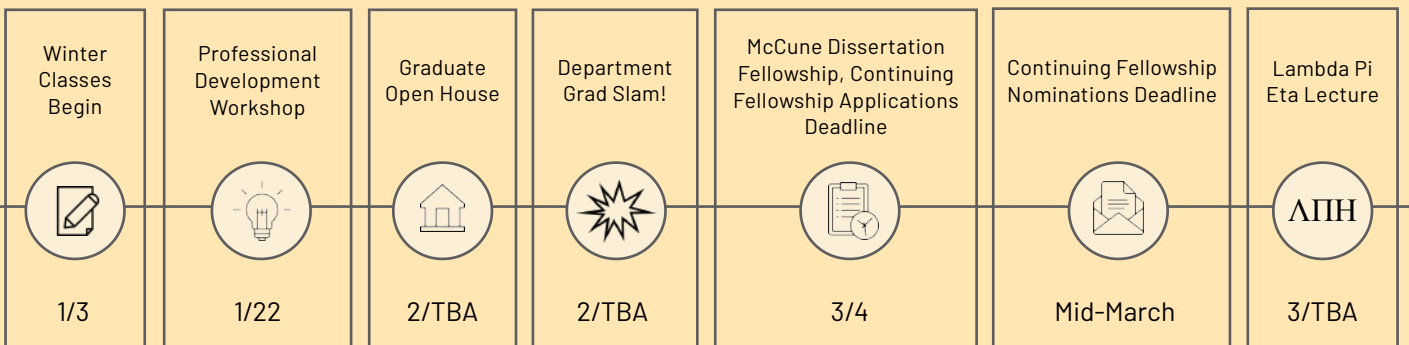 Winter
Classes
Begin
1/3
Professional
Development
Workshop
1/22
Graduate
Open House
2/TBA
Department
Grad Slam!
2/TBA
McCune Dissertation
Fellowship, Continuing
Fellowship Applications
Deadline
3/4
Continuing Fellowship
Nominations Deadline
Mid-March
Lambda Pi
Eta Lecture
ΛΠΗ
3/TBA